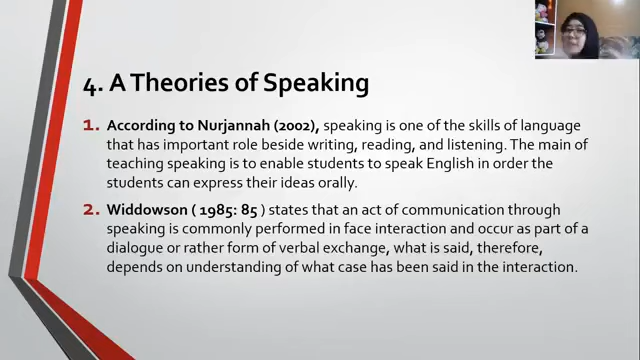 4. A Theories of Speaking
1. According to Nurjannah (2002), speaking is one of the skills of language
that has important role beside writing, reading, and listening. The main of
teaching speaking is to enable students to speak English in order the
students can express their ideas orally.
2. Widdowson ( 1985: 85 ) states that an act of communication through
speaking is commonly performed in face interaction and occur as part of a
dialogue or rather form of verbal exchange, what is said, therefore,
depends on understanding of what case has been said in the interaction.